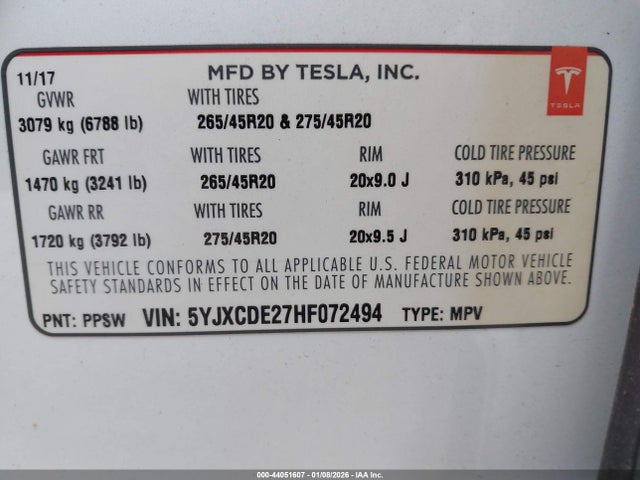 11/17 MFD BY TESLA, INC.
TESLA
GVWR WITH TIRES
3079 kg (6788 lb) 265/45R20 & 275/45R20
GAWR FRT WITH TIRES RIM COLD TIRE PRESSURE
1470 kg (3241 lb) 265/45R20 20x9.0 J 310 kPa, 45 psi
GAWR RR WITH TIRES RIM COLD TIRE PRESSURE
1720 kg (3792 lb) 275/45R20 20x9.5 J 310 kPa, 45 psi
THIS VEHICLE CONFORMS TO ALL APPLICABLE U.S. FEDERAL MOTOR VEHICLE
SAFETY STANDARDS IN EFFECT ON THE DATE OF MANUFACTURE SHOWN ABOVE.
PNT: PPSW VIN: 5YJXCDE27HF072494 TYPE: MPV
000-44051607 - 01/08/2026 - IAA Inc.